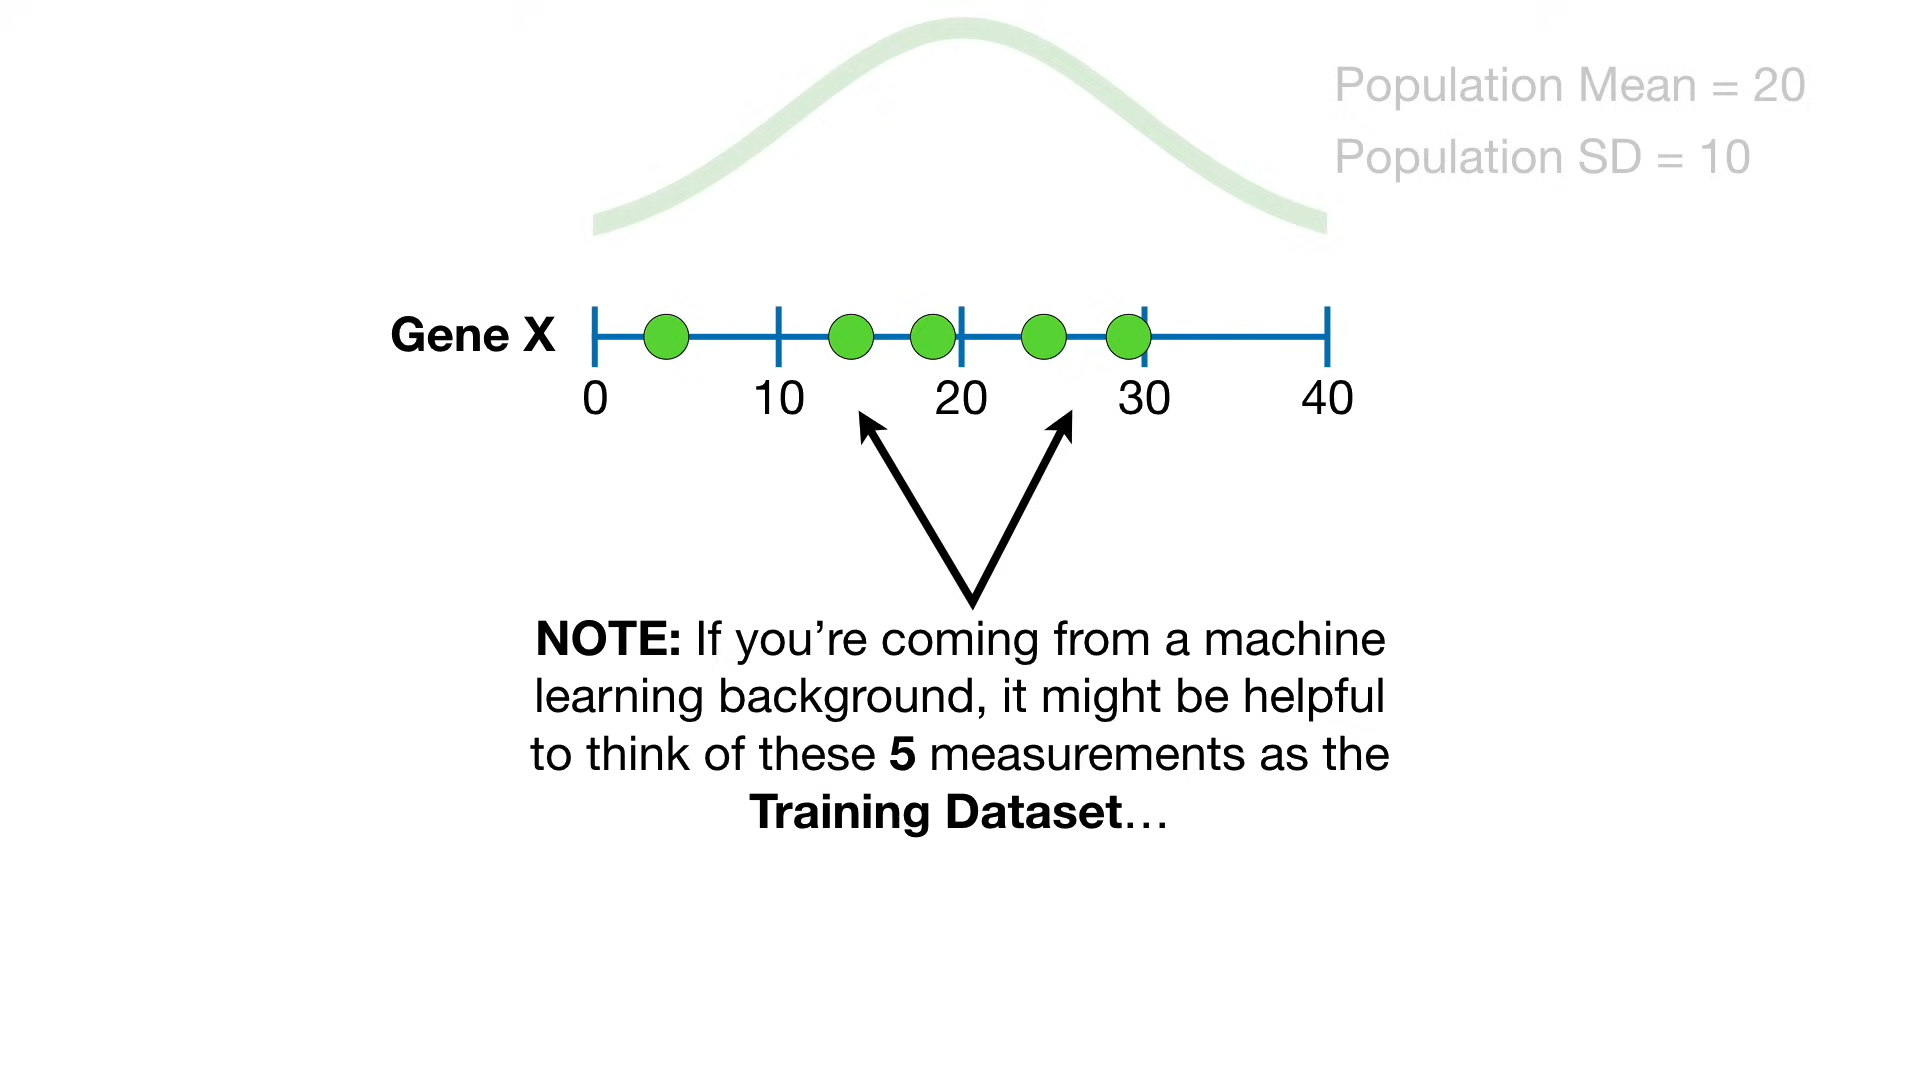 Population Mean = 20
Population SD = 10
Gene X
0 10 20 30 40
NOTE: If you’re coming from a machine
learning background, it might be helpful
to think of these 5 measurements as the
Training Dataset…